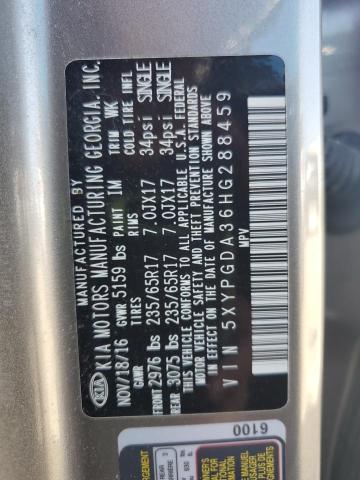 MANUFACTURED BY
KIA KIA MOTORS MANUFACTURING GEORGIA, INC.
NOV/18/16 PAINT 1M TRIM WK
GVWR 5159 lbs
GAWR RIMS COLD TIRE INFL
FRONT 2976 lbs 235/65R17 7.0JX17 34psi SINGLE
REAR 3075 lbs 235/65R17 7.0JX17 34psi SINGLE
THIS VEHICLE CONFORMS TO ALL APPLICABLE U.S.A. FEDERAL
MOTOR VEHICLE SAFETY AND BUMPER
AND THEFT PREVENTION STANDARDS
IN EFFECT ON THE DATE OF MANUFACTURE SHOWN ABOVE
VIN 5XYPGDA36HG288459
MPV
6100